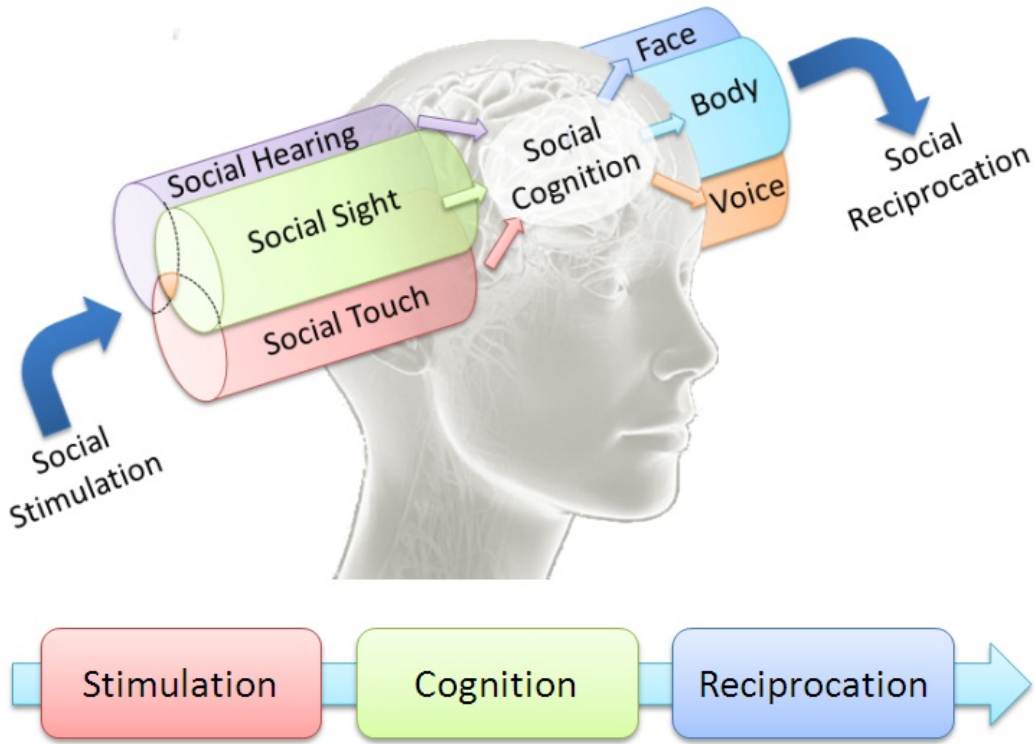 Face
Body
Voice
Social Hearing
Social Sight
Social Touch
Social
Cognition
Social
Reciprocation
Social
Stimulation
Stimulation
Cognition
Reciprocation